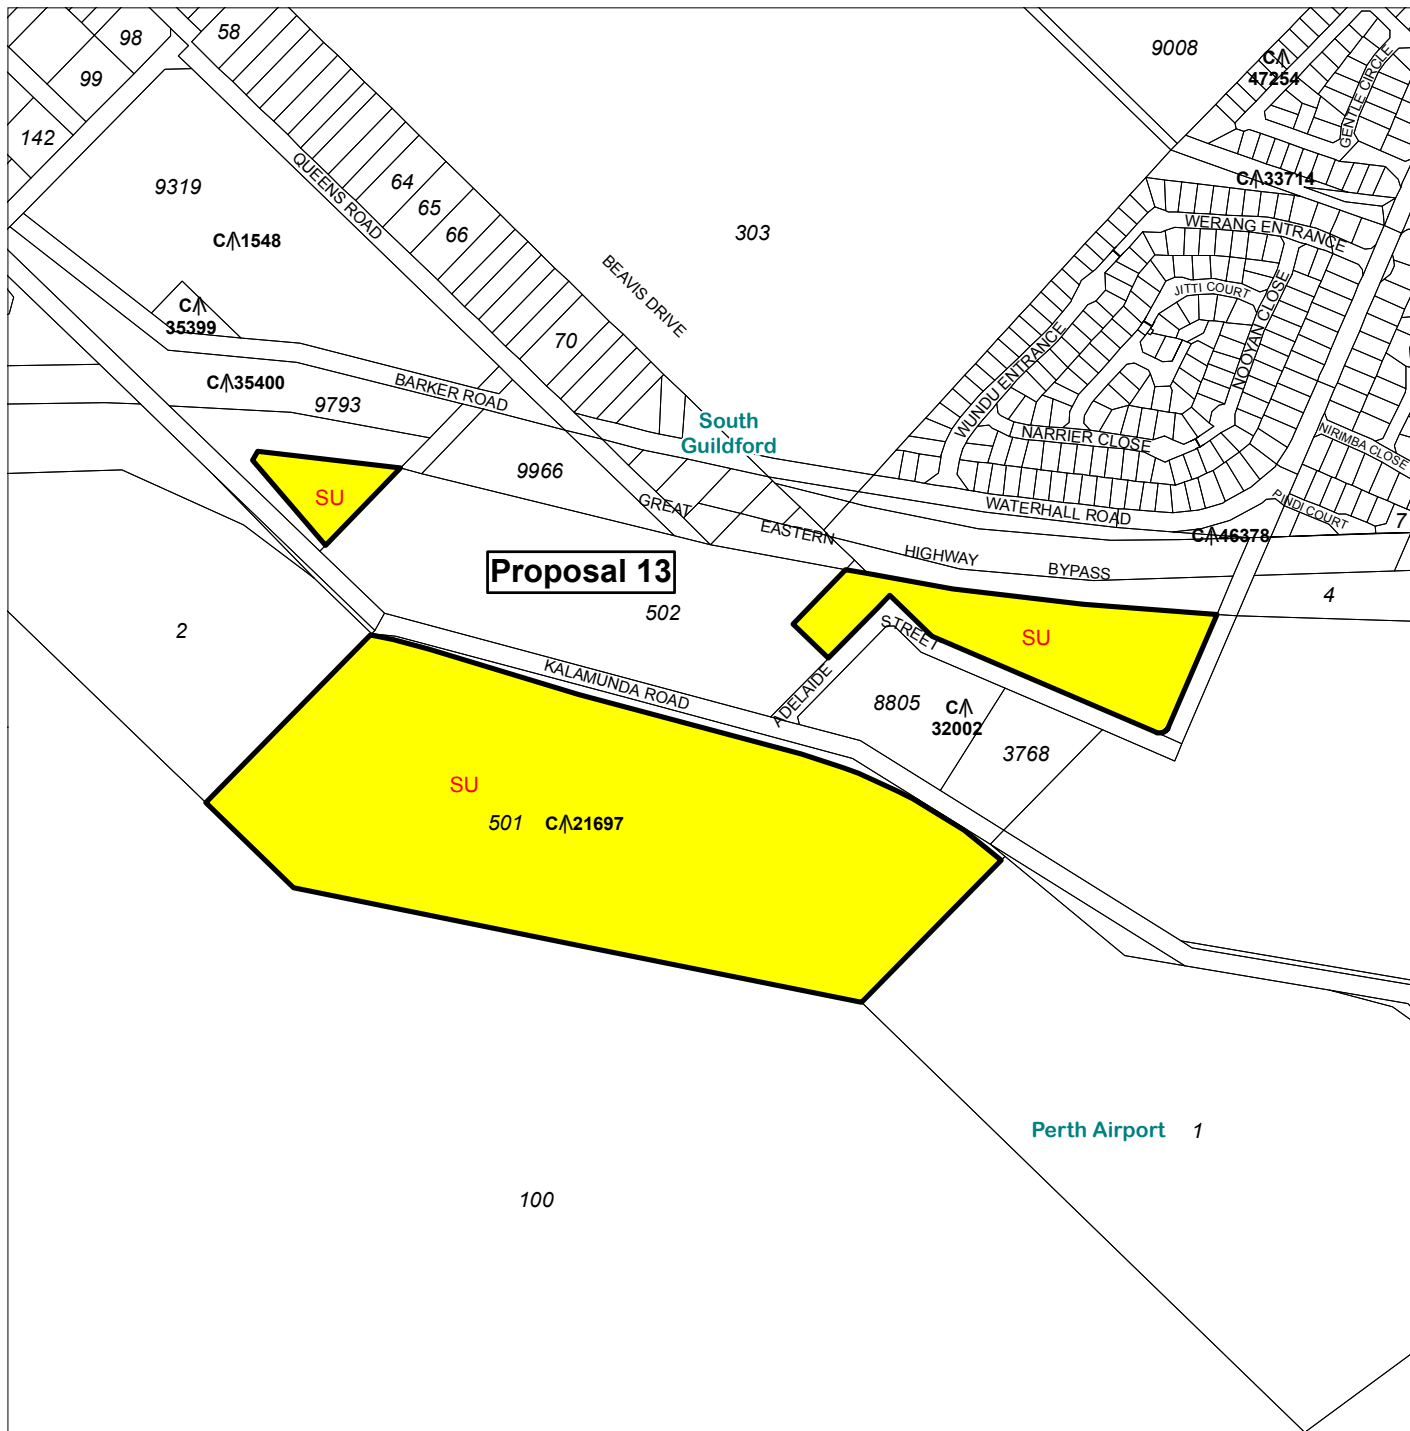 98
58
99
9008
C/\
47254
GENTLE CIRCLE
142
9319
QUEENS ROAD
64
65
66
C/\33714
C/\1548
303
WERANG ENTRANCE
BEAVIS DRIVE
JITTI COURT
NOOYAN CLOSE
C/\
35399
70
WUNDU ENTRANCE
C/\35400
BARKER ROAD
9793
South
Guildford
NARRIER CLOSE
NIRIMBA CLOSE
9966
SU
GREAT
EASTERN
HIGHWAY
BYPASS
WATERHALL ROAD
PINDI COURT
7
C/\46378
Proposal 13
502
4
2
STREET
SU
KALAMUNDA ROAD
ADELAIDE
8805
C/\
32002
3768
SU
501
C/\21697
Perth Airport
1
100